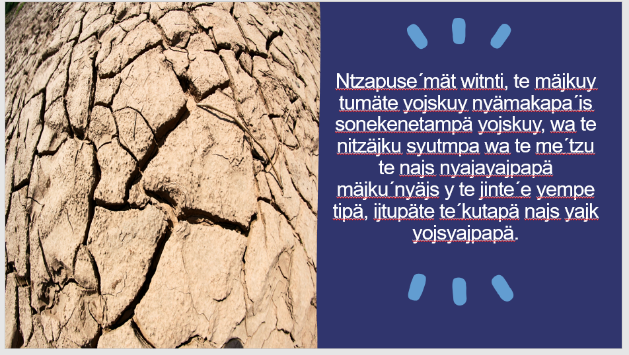 Ntzapuse´mät witnti, te mäjkuy
tumäte yojskuy nyämakapa´is
sonekenetampä yojskuy, wa te
nitzäjku syutmpa wa te me´tzu
te najs nyajayajpapä
mäjku´nyäjs y te jinte´e yempe
tipä, ijtupäte te´kutapä najs yajk
yojsyajpapä.